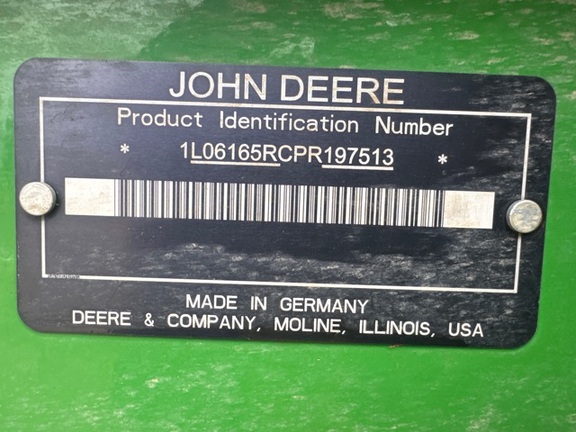 JOHN DEERE
Product Identification Number
* 1L06165RCPR197513 *
MADE IN GERMANY
DEERE & COMPANY, MOLINE, ILLINOIS, USA